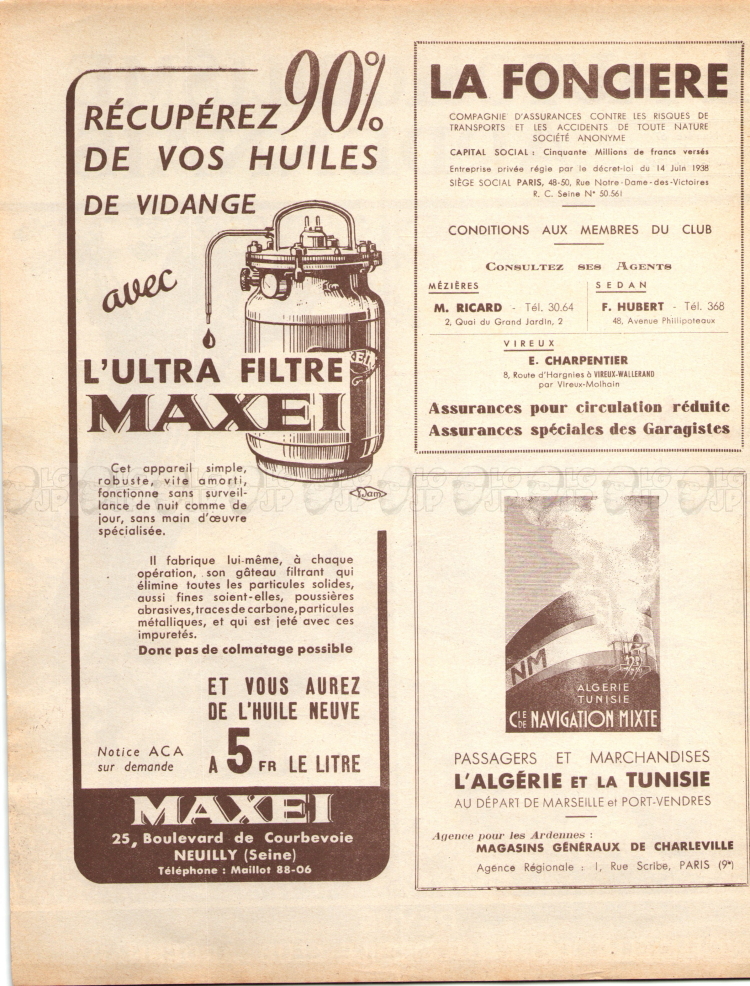 RÉCUPÉREZ 90%
DE VOS HUILES
DE VIDANGE
avec
L'ULTRA FILTRE
MAXEI
Cet appareil simple,
robuste, vite amorti,
fonctionne sans surveil-
lance de nuit comme de
jour, sans main d'œuvre
spécialisée.
Il fabrique lui-même, à chaque
opération, son gâteau filtrant qui
élimine toutes les particules solides,
aussi fines soient-elles, poussières
abrasives, traces de carbone, particules
métalliques, et qui est jeté avec ces
impuretés.
Donc pas de colmatage possible
ET VOUS AUREZ
DE L'HUILE NEUVE
A 5 FR LE LITRE
Notice ACA
sur demande
MAXEI
25, Boulevard de Courbevoie
NEUILLY (Seine)
Téléphone : Maillot 88-06
LA FONCIERE
COMPAGNIE D'ASSURANCES CONTRE LES RISQUES DE
TRANSPORTS ET LES ACCIDENTS DE TOUTE NATURE
SOCIÉTÉ ANONYME
CAPITAL SOCIAL : Cinquante Millions de francs versés
Entreprise privée régie par le décret-loi du 14 Juin 1938
SIÈGE SOCIAL PARIS, 48-50, Rue Notre-Dame-des-Victoires
R. C. Seine N° 50.561
CONDITIONS AUX MEMBRES DU CLUB
CONSULTEZ SES AGENTS
MÉZIÈRES
M. RICARD - Tél. 30.64
2, Quai du Grand Jardin, 2
SEDAN
F. HUBERT - Tél. 368
48, Avenue Phillipoteaux
VIREUX
E. CHARPENTIER
8, Route d'Hargnies à VIREUX-WALLERAND
par Vireux-Molhain
Assurances pour circulation réduite
Assurances spéciales des Garagistes
NM
ALGÉRIE
TUNISIE
CIE DE NAVIGATION MIXTE
PASSAGERS ET MARCHANDISES
L'ALGÉRIE ET LA TUNISIE
AU DÉPART DE MARSEILLE et PORT-VENDRES
Agence pour les Ardennes :
MAGASINS GÉNÉRAUX DE CHARLEVILLE
Agence Régionale : 1, Rue Scribe, PARIS (9e)